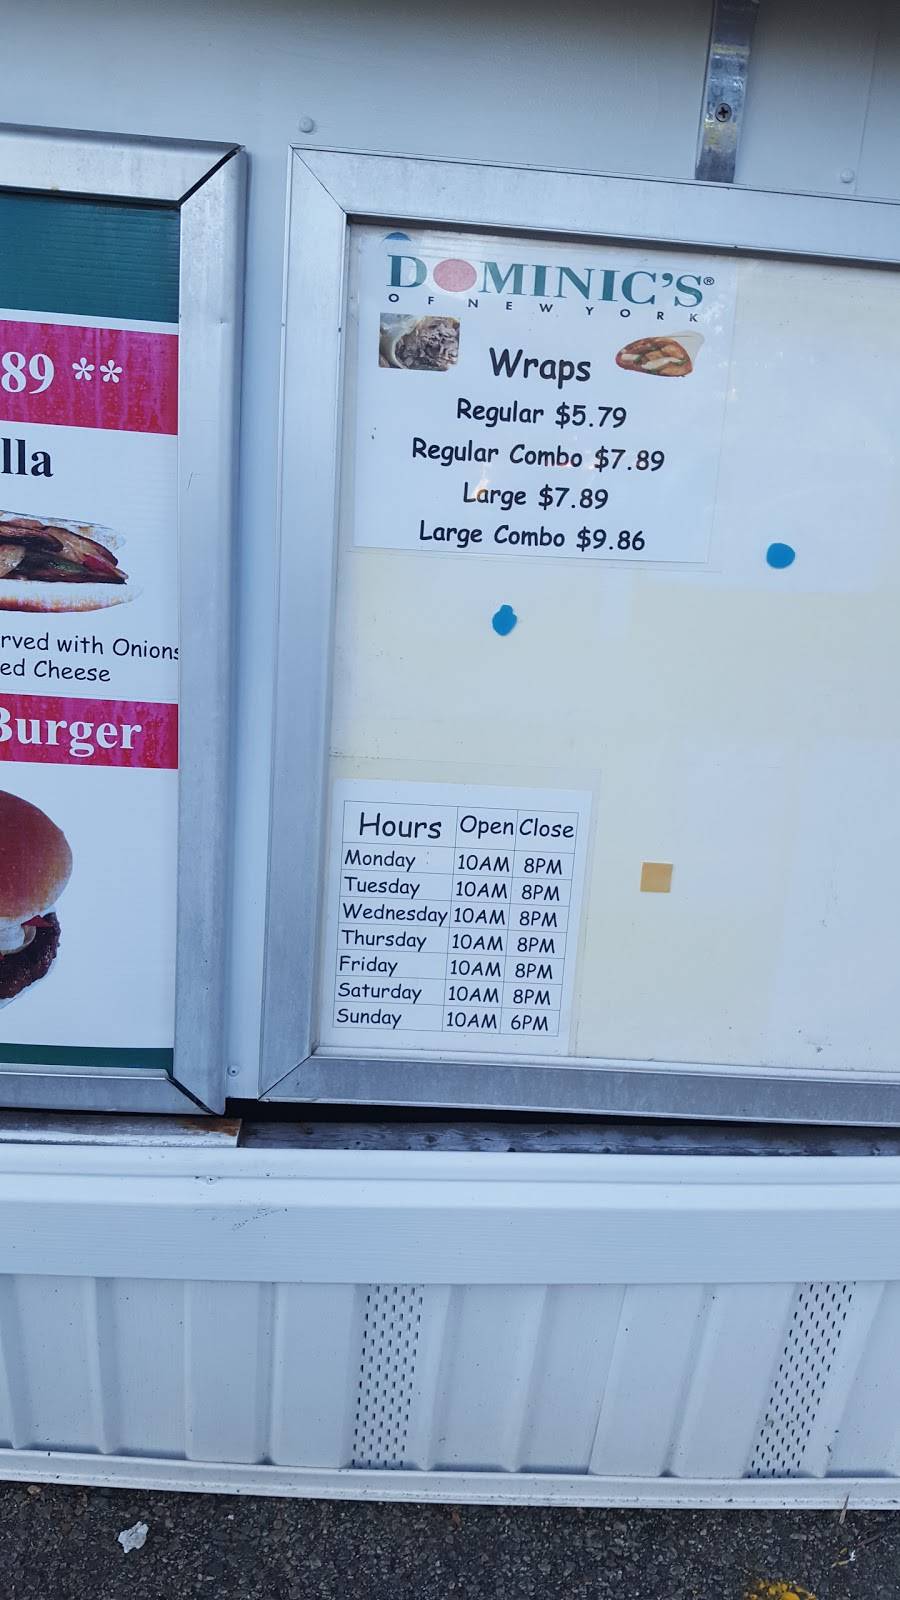 89 **
lla
rved with Onions
ed Cheese
Burger
DOMINIC'S®
OF NEW YORK
Wraps
Regular $5.79
Regular Combo $7.89
Large $7.89
Large Combo $9.86
Hours Open Close
Monday 10AM 8PM
Tuesday 10AM 8PM
Wednesday 10AM 8PM
Thursday 10AM 8PM
Friday 10AM 8PM
Saturday 10AM 8PM
Sunday 10AM 6PM